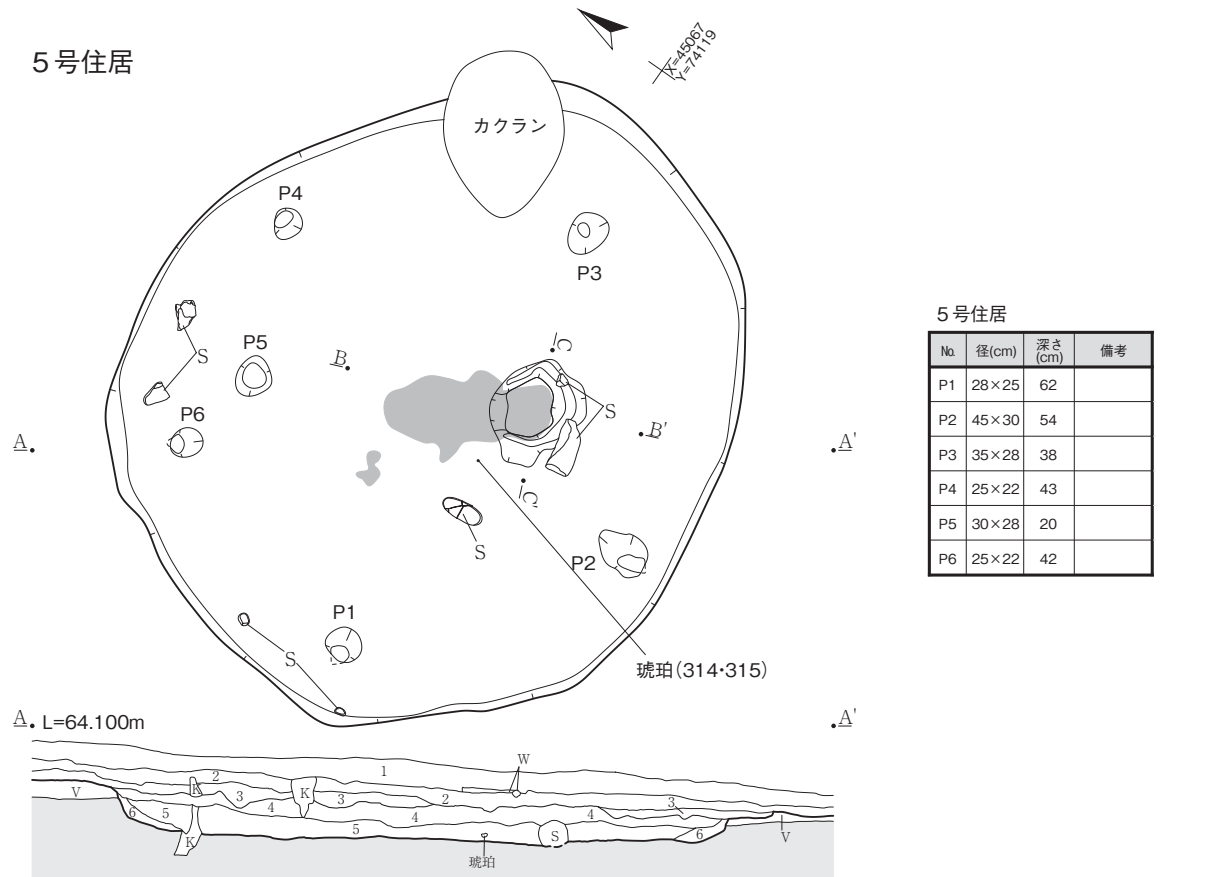 ５号住居
X=45067
Y=74119
カクラン
P4
P3
S
P5
B
C
P6
S
A
B'
A'
C'
S
P2
P1
S
琥珀(314・315)
A L=64.100m
A'
W
1
2
K
K
3
3
2
3
V
4
4
4
6
5
5
S
6
K
V
琥珀
５号住居
№ 径(cm) 深さ(cm) 備考
P1 28×25 62
P2 45×30 54
P3 35×28 38
P4 25×22 43
P5 30×28 20
P6 25×22 42